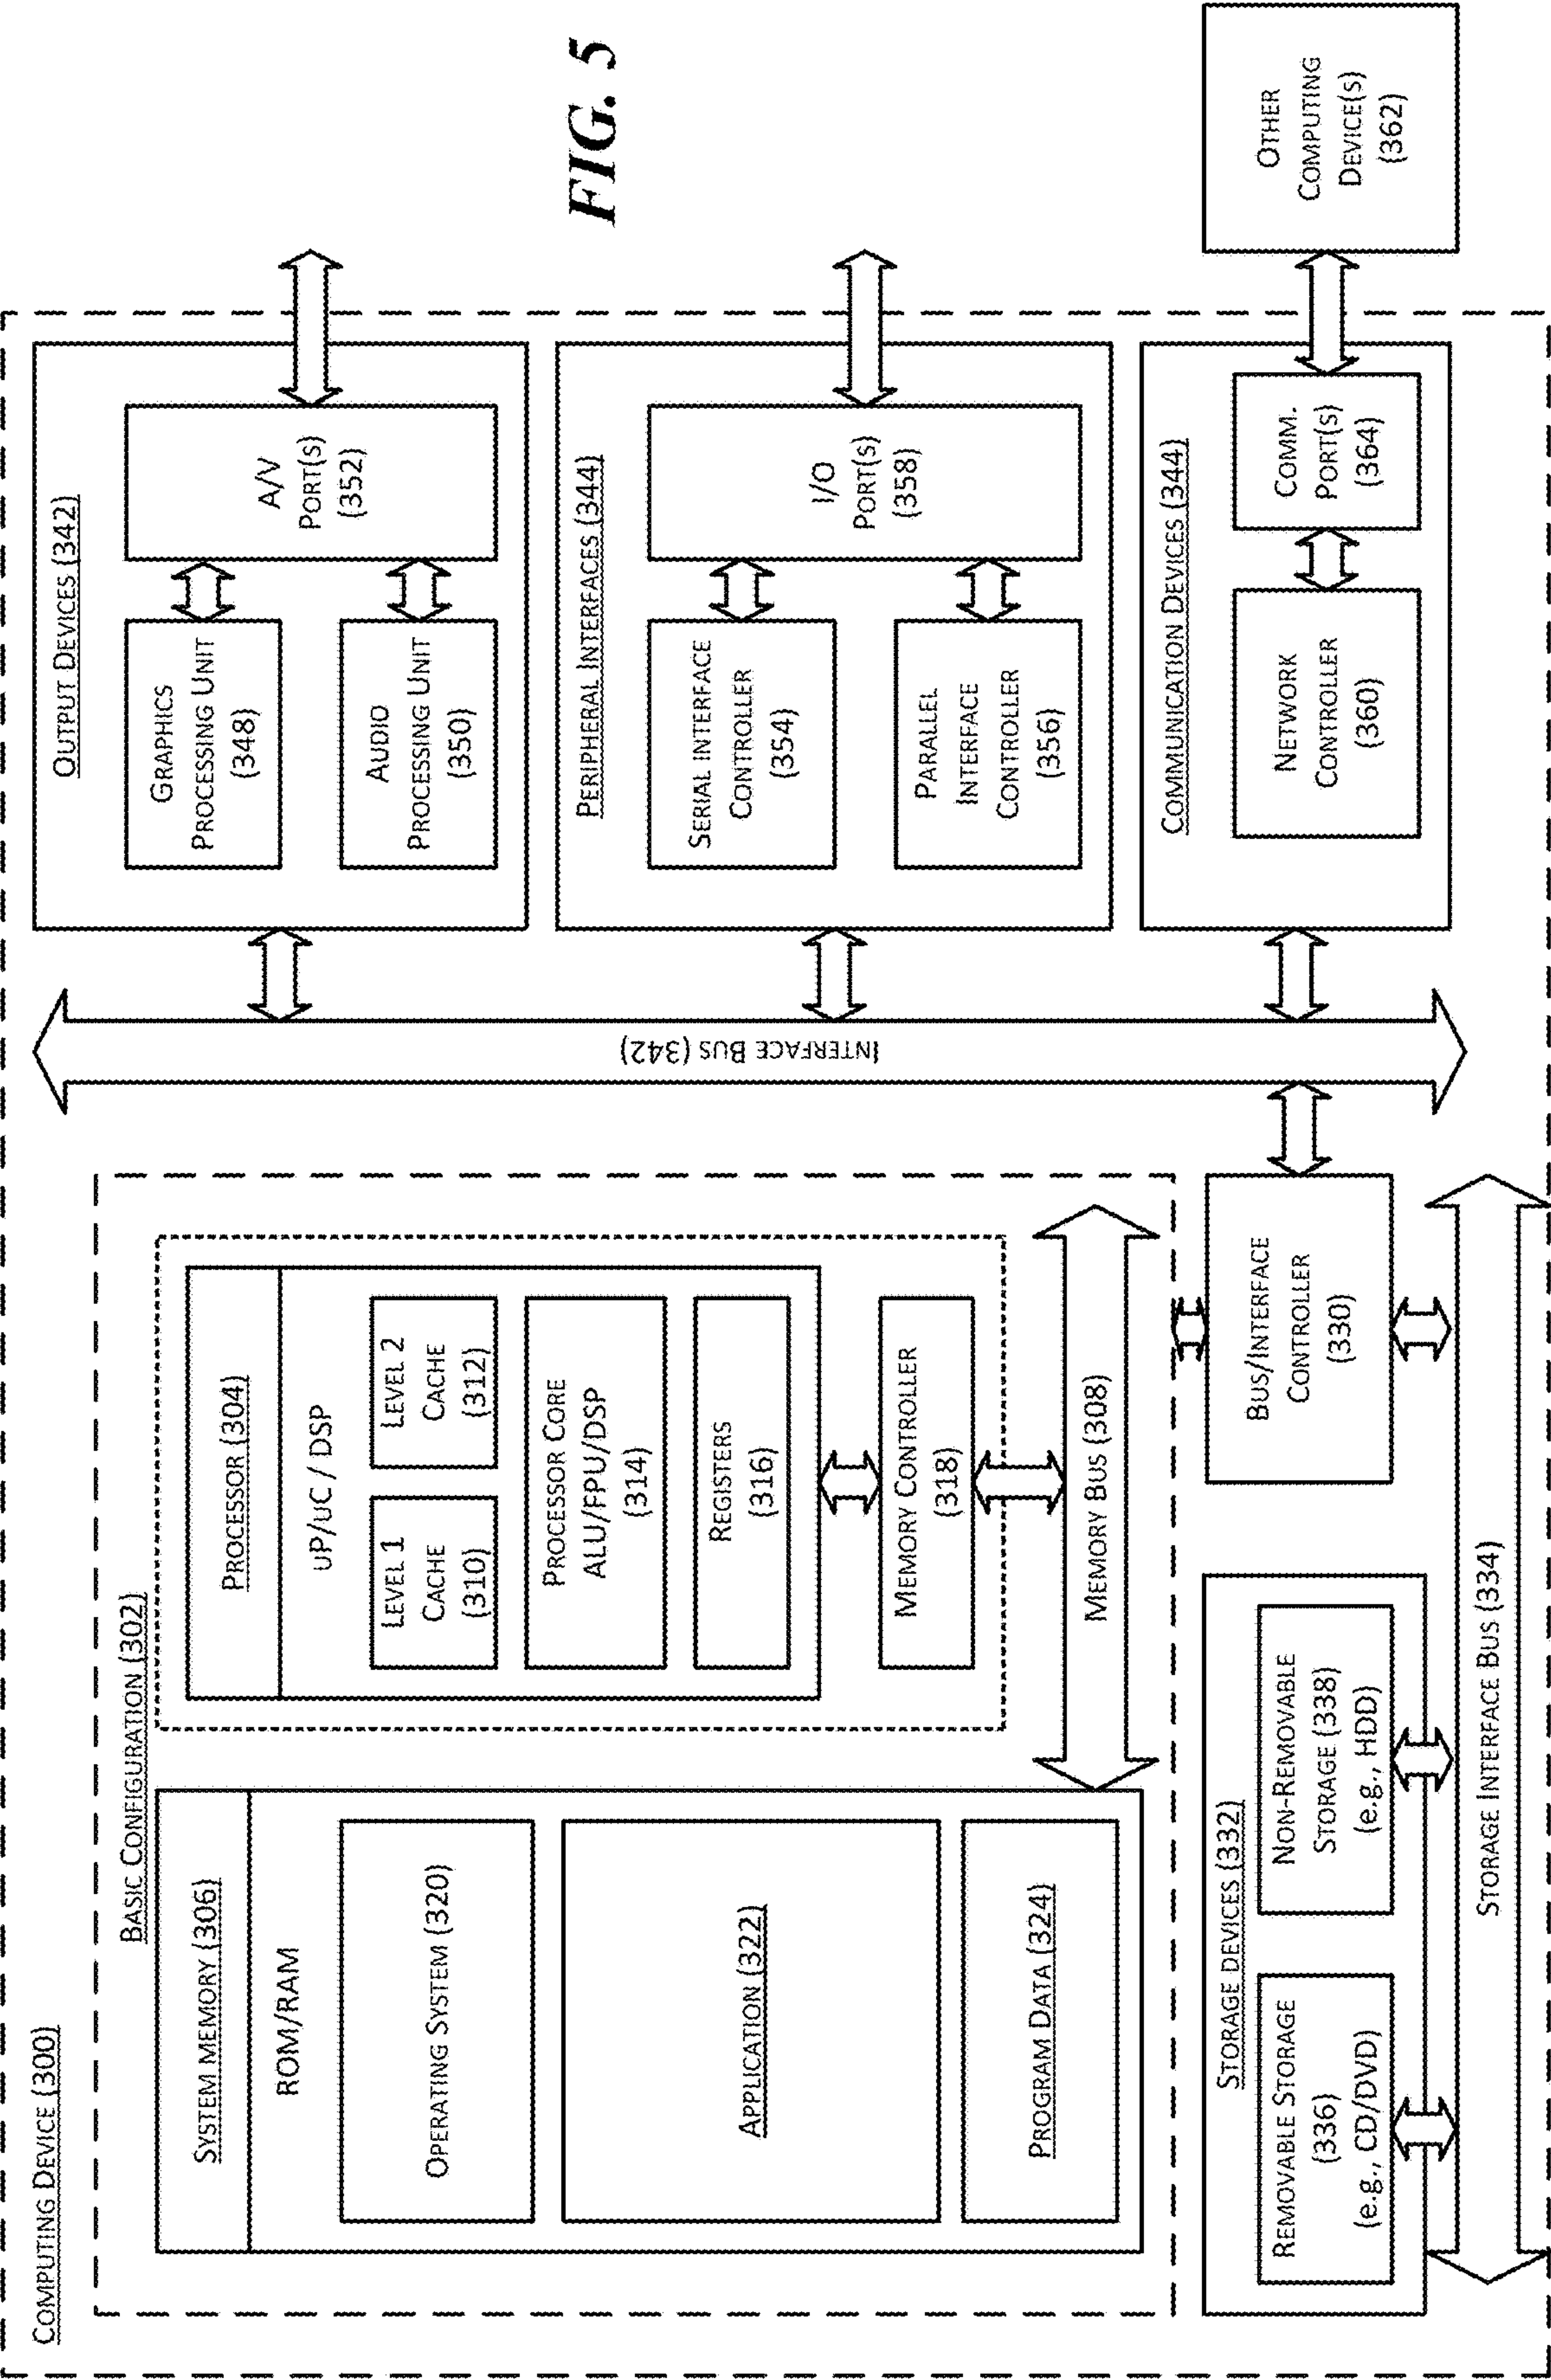 COMPUTING DEVICE (300)
BASIC CONFIGURATION (302)
SYSTEM MEMORY (306)
ROM/RAM
OPERATING SYSTEM (320)
APPLICATION (322)
PROGRAM DATA (324)
PROCESSOR (304)
uP/uC / DSP
LEVEL 1
CACHE
(310)
LEVEL 2
CACHE
(312)
PROCESSOR CORE
ALU/FPU/DSP
(314)
REGISTERS
(316)
MEMORY CONTROLLER
(318)
MEMORY BUS (308)
BUS/INTERFACE
CONTROLLER
(330)
STORAGE DEVICES (332)
REMOVABLE STORAGE
(336)
(e.g., CD/DVD)
NON-REMOVABLE
STORAGE (338)
(e.g., HDD)
STORAGE INTERFACE BUS (334)
INTERFACE BUS (342)
OUTPUT DEVICES (342)
GRAPHICS
PROCESSING UNIT
(348)
AUDIO
PROCESSING UNIT
(350)
A/V
PORT(S)
(352)
PERIPHERAL INTERFACES (344)
SERIAL INTERFACE
CONTROLLER
(354)
PARALLEL
INTERFACE
CONTROLLER
(356)
I/O
PORT(S)
(358)
COMMUNICATION DEVICES (344)
NETWORK
CONTROLLER
(360)
COMM.
PORT(S)
(364)
OTHER
COMPUTING
DEVICE(S)
(362)
FIG. 5